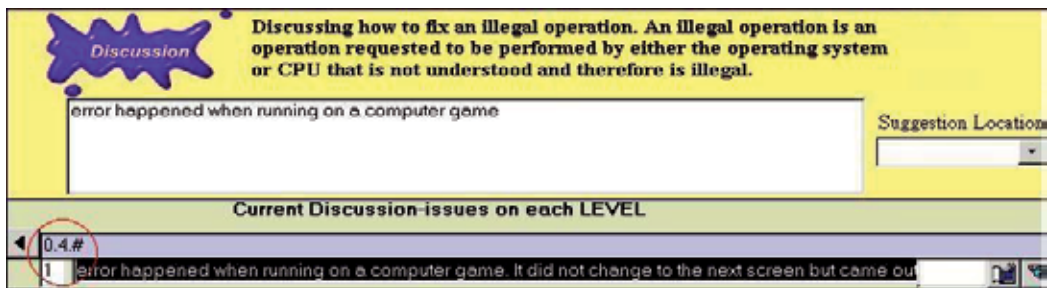 Discussion
Discussing how to fix an illegal operation. An illegal operation is an
operation requested to be performed by either the operating system
or CPU that is not understood and therefore is illegal.
error happened when running on a computer game
Suggestion Location
Current Discussion-issues on each LEVEL
0.4.#
1 error happened when running on a computer game. It did not change to the next screen but came out